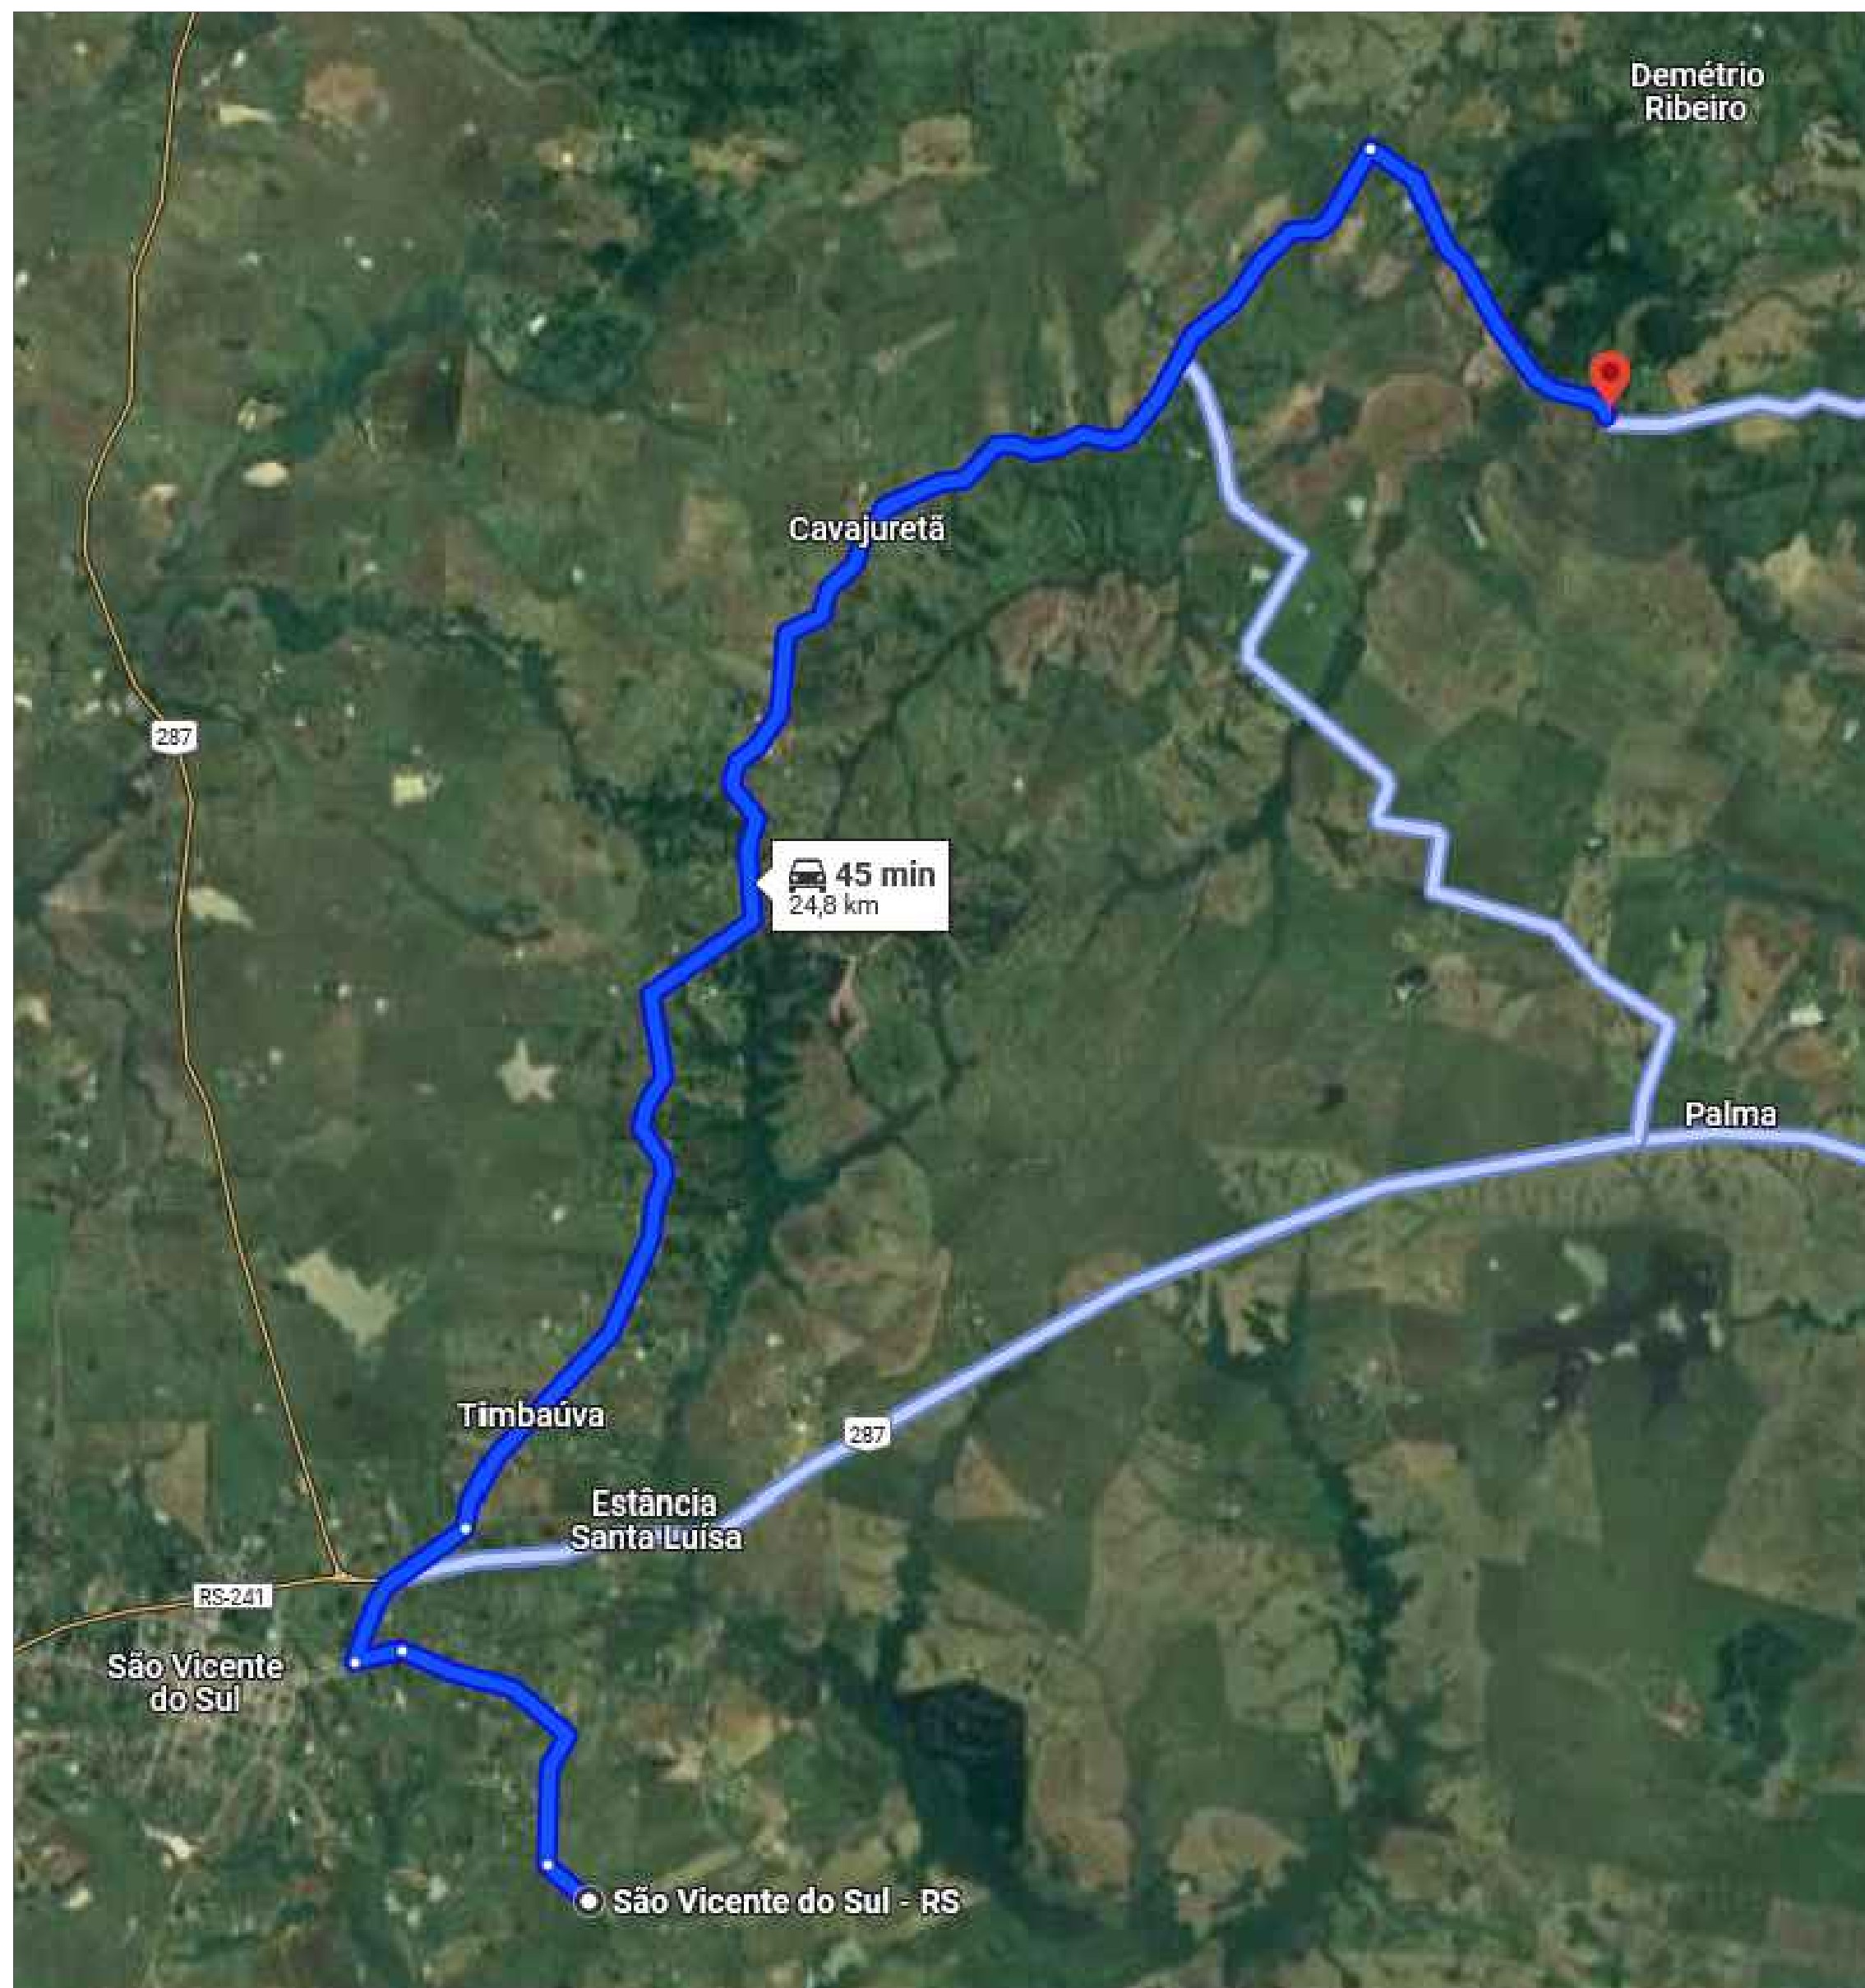 Demétrio
Ribeiro
Cavajuretã
287
45 min
24,8 km
Palma
Timbaúva
287
Estância
Santa Luísa
RS-241
São Vicente
do Sul
São Vicente do Sul - RS